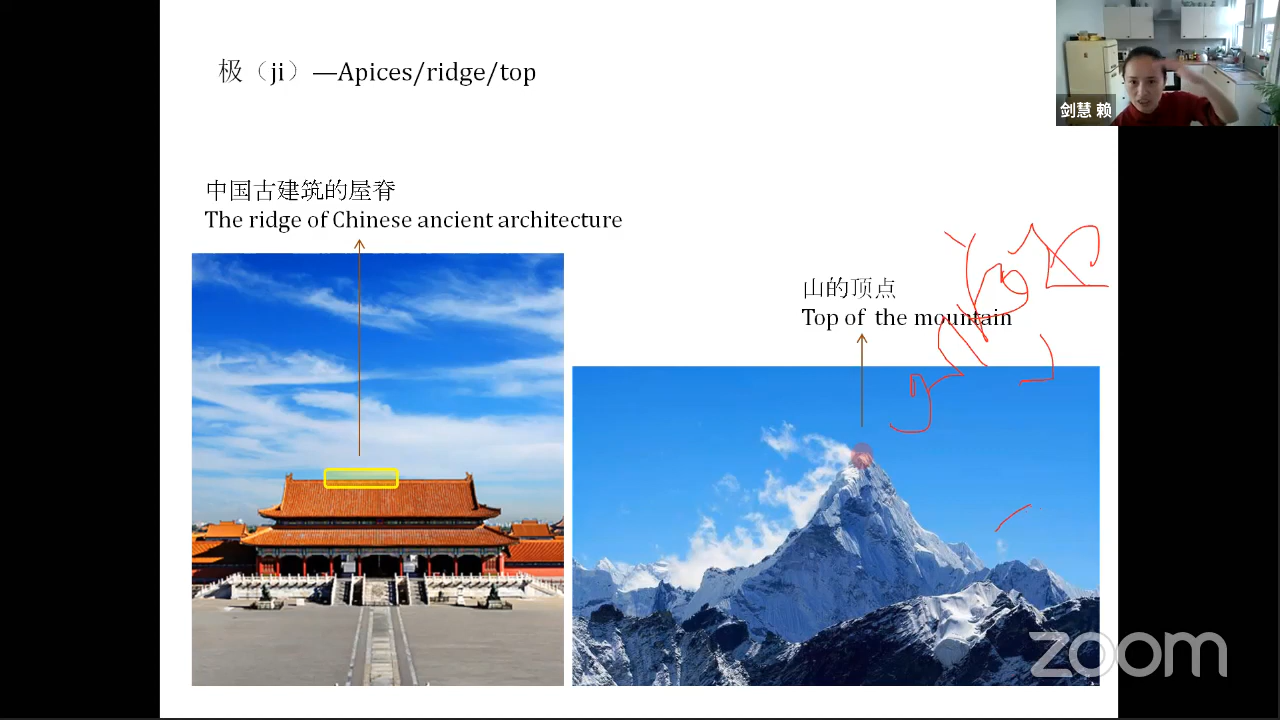 极（ji）—Apices/ridge/top
剑慧 赖
中国古建筑的屋脊
The ridge of Chinese ancient architecture
山的顶点
Top of the mountain
zoom